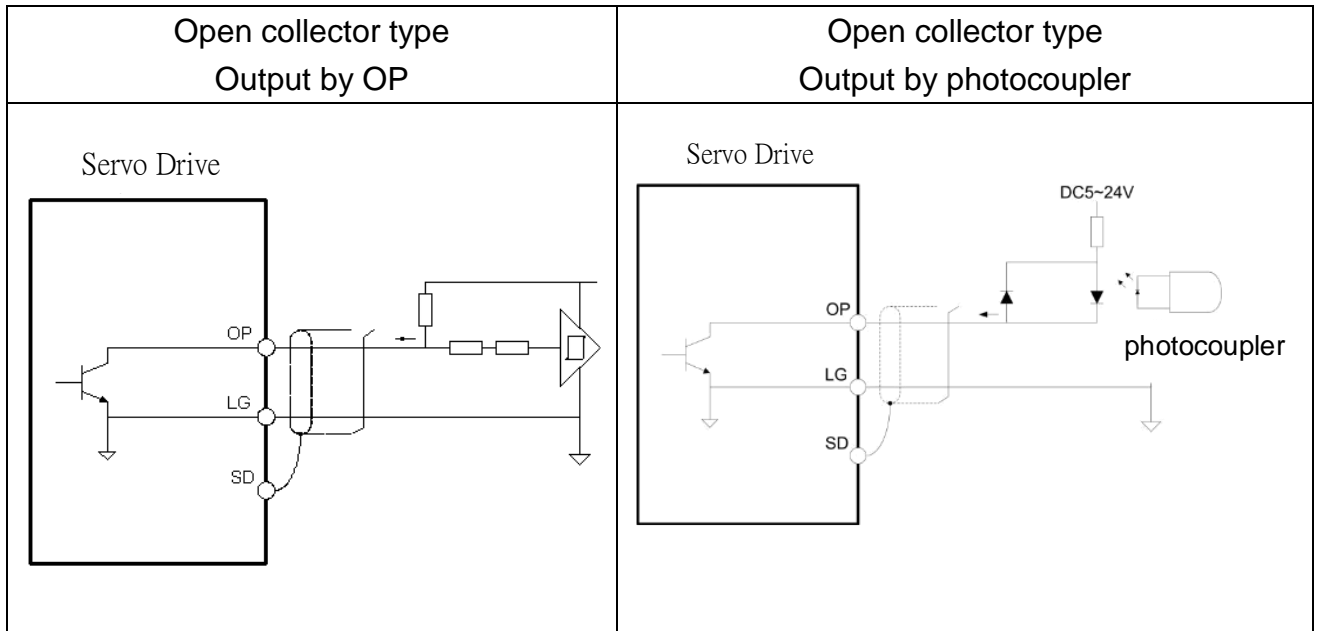 Open collector type
Output by OP
Open collector type
Output by photocoupler
Servo Drive
OP
LG
SD
Servo Drive
DC5~24V
OP
photocoupler
LG
SD